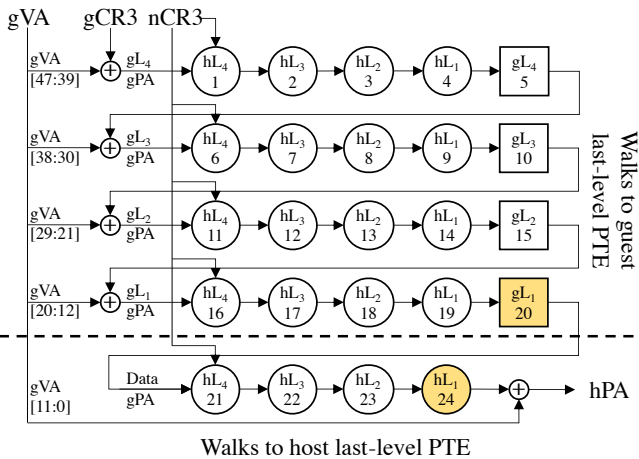 gVA gCR3 nCR3
gVA
[47:39]
gL4
gPA
hL4
1
hL3
2
hL2
3
hL1
4
gL4
5
gVA
[38:30]
gL3
gPA
hL4
6
hL3
7
hL2
8
hL1
9
gL3
10
gVA
[29:21]
gL2
gPA
hL4
11
hL3
12
hL2
13
hL1
14
gL2
15
gVA
[20:12]
gL1
gPA
hL4
16
hL3
17
hL2
18
hL1
19
gL1
20
Walks to guest
last-level PTE
gVA
[11:0]
Data
gPA
hL4
21
hL3
22
hL2
23
hL1
24
hPA
Walks to host last-level PTE